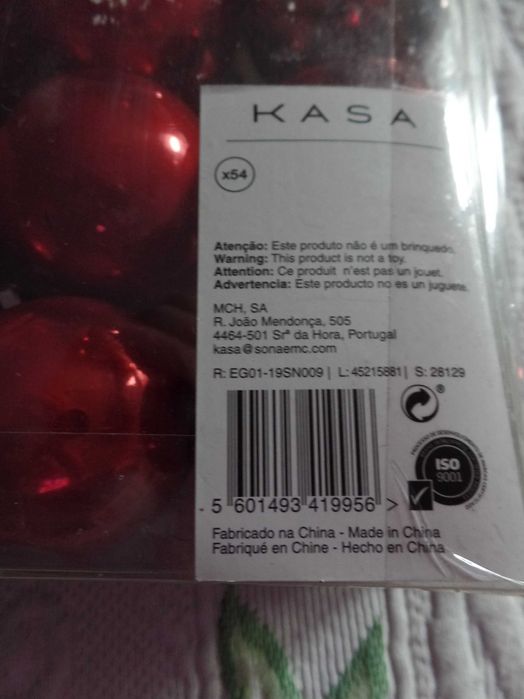 KASA
x54
Atenção: Este produto não é um brinquedo.
Warning: This product is not a toy.
Attention: Ce produit n'est pas un jouet.
Advertencia: Este producto no es un juguete.
MCH, SA
R. João Mendonça, 505
4464-501 Srª da Hora, Portugal
kasa@sonaemc.com
R: EG01-19SN009 | L: 45215881 | S: 28129
®
ISO
9001
5 601493 419956 >
Fabricado na China - Made in China
Fabriqué en Chine - Hecho en China